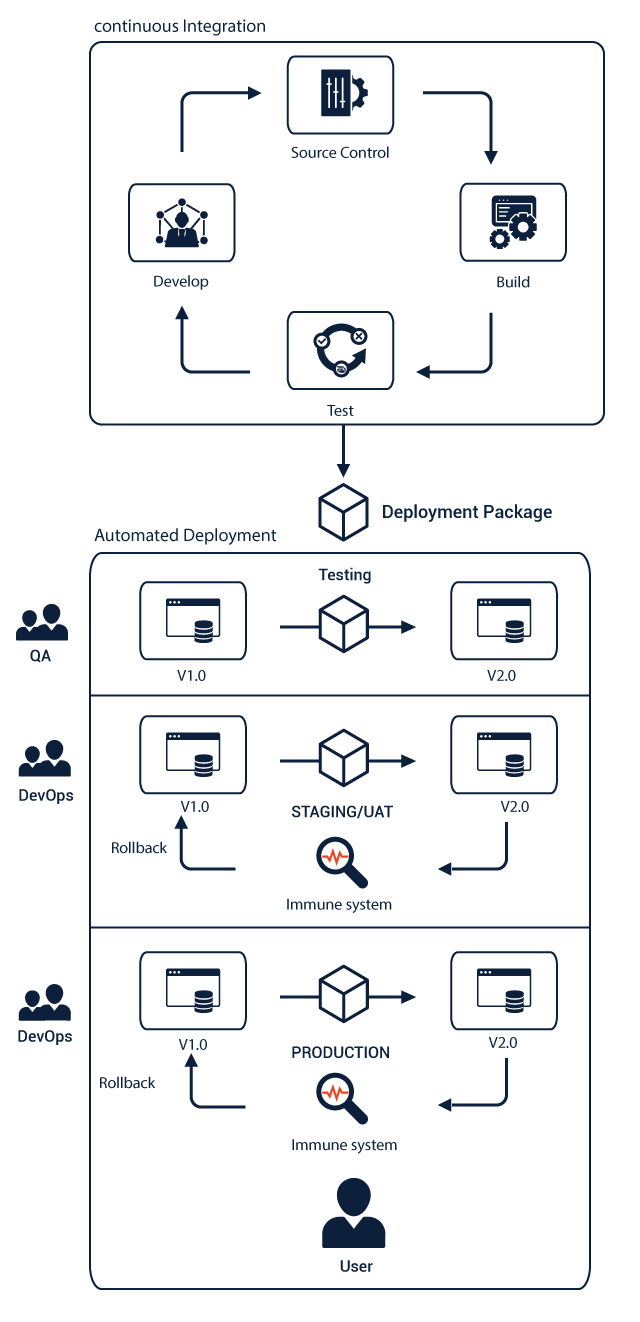 continuous Integration
Source Control
Develop
Build
Test
Deployment Package
Automated Deployment
Testing
QA
V1.0
V2.0
DevOps
V1.0
STAGING/UAT
V2.0
Rollback
Immune system
DevOps
V1.0
PRODUCTION
V2.0
Rollback
Immune system
User